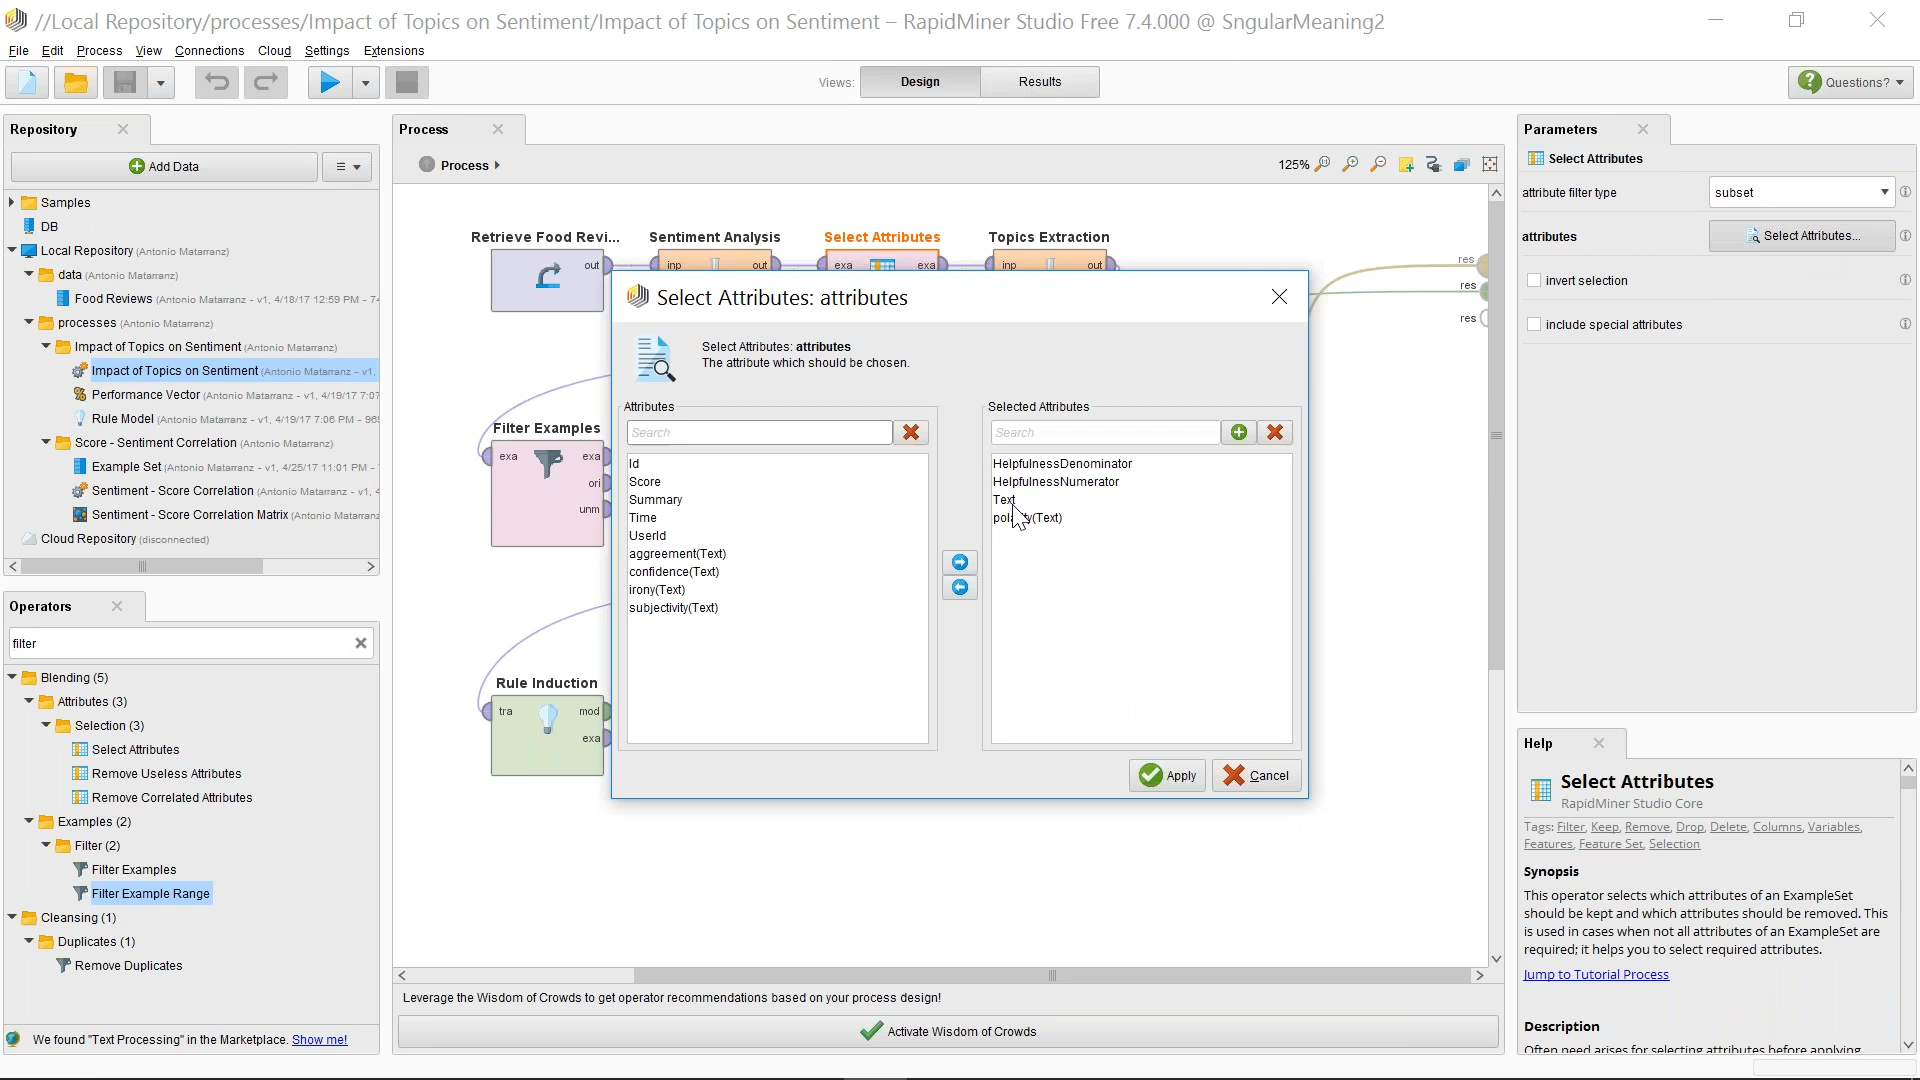 //Local Repository/processes/Impact of Topics on Sentiment/Impact of Topics on Sentiment – RapidMiner Studio Free 7.4.000 @ SngularMeaning2
File Edit Process View Connections Cloud Settings Extensions
Views: Design Results
Questions?
Repository
Add Data
Samples
DB
Local Repository (Antonio Matarranz)
data (Antonio Matarranz)
Food Reviews (Antonio Matarranz - v1, 4/18/17 12:59 PM - 74
processes (Antonio Matarranz)
Impact of Topics on Sentiment (Antonio Matarranz)
Impact of Topics on Sentiment (Antonio Matarranz - v1,
Performance Vector (Antonio Matarranz - v1, 4/19/17 7:07
Rule Model (Antonio Matarranz - v1, 4/19/17 7:06 PM - 96
Score - Sentiment Correlation (Antonio Matarranz)
Example Set (Antonio Matarranz - v1, 4/25/17 11:01 PM -
Sentiment - Score Correlation (Antonio Matarranz - v1, 4
Sentiment - Score Correlation Matrix (Antonio Matarranz
Cloud Repository (disconnected)
Operators
filter
Blending (5)
Attributes (3)
Selection (3)
Select Attributes
Remove Useless Attributes
Remove Correlated Attributes
Examples (2)
Filter (2)
Filter Examples
Filter Example Range
Cleansing (1)
Duplicates (1)
Remove Duplicates
We found "Text Processing" in the Marketplace. Show me!
Process
Process
125%
Retrieve Food Revi... Sentiment Analysis Select Attributes Topics Extraction
out inp out exa exa inp out
res
res
res
Filter Examples
exa exa
ori
unm
Rule Induction
tra mod
exa
Select Attributes: attributes
Select Attributes: attributes
The attribute which should be chosen.
Attributes
Search
Id
Score
Summary
Time
UserId
aggreement(Text)
confidence(Text)
irony(Text)
subjectivity(Text)
Selected Attributes
Search
HelpfulnessDenominator
HelpfulnessNumerator
Text
(Text)
Apply
Cancel
Leverage the Wisdom of Crowds to get operator recommendations based on your process design!
Activate Wisdom of Crowds
Parameters
Select Attributes
attribute filter type subset
attributes Select Attributes...
invert selection
include special attributes
Help
Select Attributes
RapidMiner Studio Core
Tags: Filter, Keep, Remove, Drop, Delete, Columns, Variables,
Features, Feature Set, Selection
Synopsis
This operator selects which attributes of an ExampleSet
should be kept and which attributes should be removed. This
is used in cases when not all attributes of an ExampleSet are
required; it helps you to select required attributes.
Jump to Tutorial Process
Description
Often need arises for selecting attributes before applying